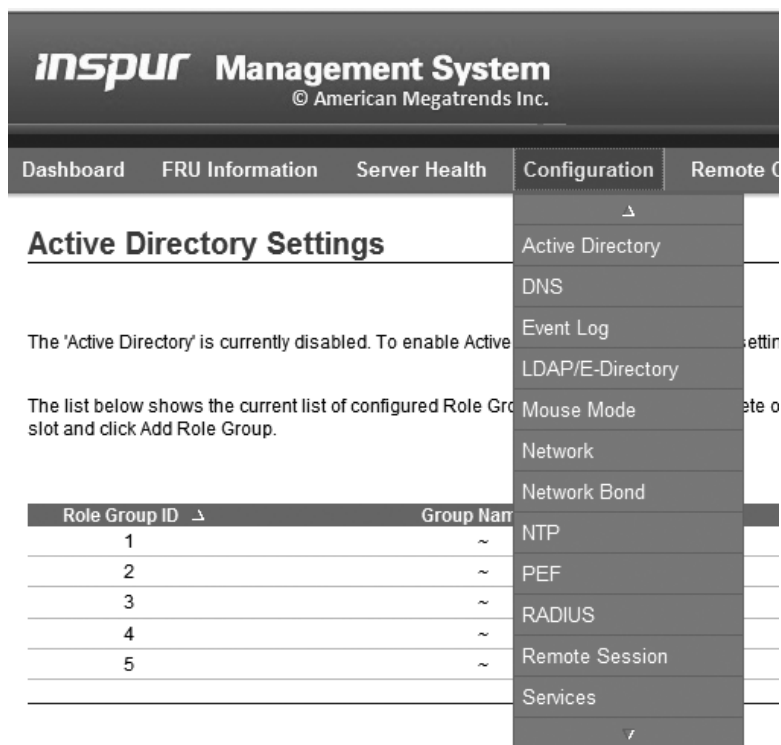 inspur Management System
© American Megatrends Inc.
Dashboard FRU Information Server Health Configuration Remote
Active Directory Settings
The 'Active Directory' is currently disabled. To enable Active
The list below shows the current list of configured Role
slot and click Add Role Group.
Role Group ID Group
1 ~
2 ~
3 ~
4 ~
5 ~
Active Directory
DNS
Event Log
LDAP/E-Directory
Mouse Mode
Network
Network Bond
NTP
PEF
RADIUS
Remote Session
Services